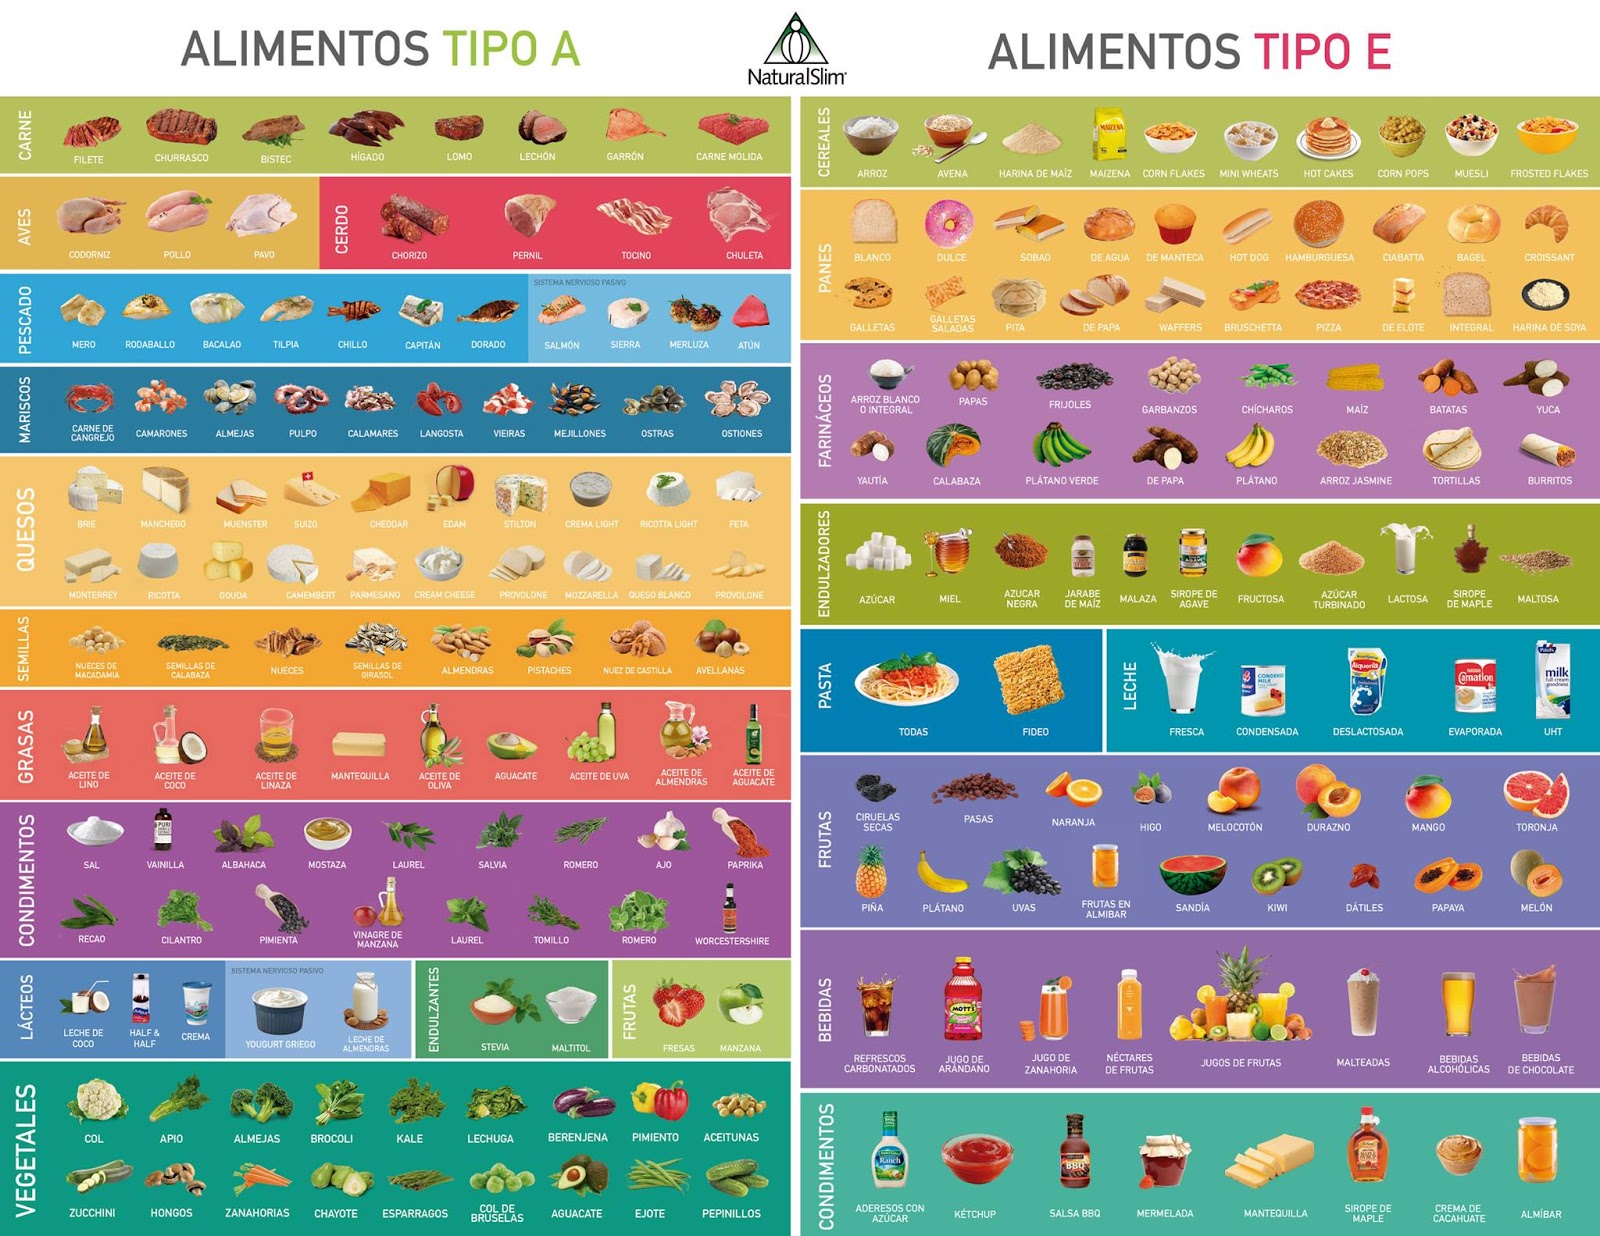 ALIMENTOS TIPO A
NaturalSlim
ALIMENTOS TIPO E
CARNE
FILETE
CHURRASCO
BISTEC
HÍGADO
LOMO
LECHÓN
GARRÓN
CARNE MOLIDA
AVES
CODORNIZ
POLLO
PAVO
CERDO
CHORIZO
PERNIL
TOCINO
CHULETA
PESCADO
SISTEMA NERVIOSO PASIVO
MERO
RODABALLO
BACALAO
TILPIA
CHILLO
CAPITÁN
DORADO
SALMÓN
SIERRA
MERLUZA
ATÚN
MARISCOS
CARNE DE
CANGREJO
CAMARONES
ALMEJAS
PULPO
CALAMARES
LANGOSTA
VIEIRAS
MEJILLONES
OSTRAS
OSTIONES
QUESOS
BRIE
MANCHEGO
MUENSTER
SUIZO
CHEDDAR
EDAM
STILTON
CREMA LIGHT
RICOTTA LIGHT
FETA
MONTERREY
RICOTTA
GOUDA
CAMEMBERT
PARMESANO
CREAM CHEESE
PROVOLONE
MOZZARELLA
QUESO BLANCO
PROVOLONE
SEMILLAS
NUECES DE
MACADAMIA
SEMILLAS DE
CALABAZA
NUECES
SEMILLAS DE
GIRASOL
ALMENDRAS
PISTACHES
NUEZ DE CASTILLA
AVELLANAS
GRASAS
ACEITE DE
LINO
ACEITE DE
COCO
ACEITE DE
LINAZA
MANTEQUILLA
ACEITE DE
OLIVA
AGUACATE
ACEITE DE UVA
ACEITE DE
ALMENDRAS
ACEITE DE
AGUACATE
CONDIMENTOS
SAL
VAINILLA
ALBAHACA
MOSTAZA
LAUREL
SALVIA
ROMERO
AJO
PAPRIKA
RECAO
CILANTRO
PIMIENTA
VINAGRE DE
MANZANA
LAUREL
TOMILLO
ROMERO
WORCESTERSHIRE
LÁCTEOS
SISTEMA NERVIOSO PASIVO
LECHE DE
COCO
HALF &
HALF
CREMA
YOUGURT GRIEGO
LECHE DE
ALMENDRAS
ENDULZANTES
STEVIA
MALTITOL
FRUTAS
FRESAS
MANZANA
VEGETALES
COL
APIO
ALMEJAS
BROCOLI
KALE
LECHUGA
BERENJENA
PIMIENTO
ACEITUNAS
ZUCCHINI
HONGOS
ZANAHORIAS
CHAYOTE
ESPARRAGOS
COL DE
BRUSELAS
AGUACATE
EJOTE
PEPINILLOS
CEREALES
MAIZENA
ARROZ
AVENA
HARINA DE MAÍZ
MAIZENA
CORN FLAKES
MINI WHEATS
HOT CAKES
CORN POPS
MUESLI
FROSTED FLAKES
PANES
BLANCO
DULCE
SOBAO
DE AGUA
DE MANTECA
HOT DOG
HAMBURGUESA
CIABATTA
BAGEL
CROISSANT
GALLETAS
GALLETAS
SALADAS
PITA
DE PAPA
WAFFERS
BRUSCHETTA
PIZZA
DE ELOTE
INTEGRAL
HARINA DE SOYA
FARINÁCEOS
ARROZ BLANCO
O INTEGRAL
PAPAS
FRIJOLES
GARBANZOS
CHÍCHAROS
MAÍZ
BATATAS
YUCA
YAUTÍA
CALABAZA
PLÁTANO VERDE
DE PAPA
PLÁTANO
ARROZ JASMINE
TORTILLAS
BURRITOS
ENDULZADORES
AZÚCAR
MIEL
AZUCAR
NEGRA
JARABE
DE MAÍZ
MALAZA
SIROPE DE
AGAVE
FRUCTOSA
AZÚCAR
TURBINADO
LACTOSA
SIROPE
DE MAPLE
MALTOSA
PASTA
TODAS
FIDEO
LECHE
Carnation
milk
FRESCA
CONDENSADA
DESLACTOSADA
EVAPORADA
UHT
FRUTAS
CIRUELAS
SECAS
PASAS
NARANJA
HIGO
MELOCOTÓN
DURAZNO
MANGO
TORONJA
PIÑA
PLÁTANO
UVAS
FRUTAS EN
ALMIBAR
SANDÍA
KIWI
DÁTILES
PAPAYA
MELÓN
BEBIDAS
MOTT'S
REFRESCOS
CARBONATADOS
JUGO DE
ARÁNDANO
JUGO DE
ZANAHORIA
NÉCTARES
DE FRUTAS
JUGOS DE FRUTAS
MALTEADAS
BEBIDAS
ALCOHÓLICAS
BEBIDAS
DE CHOCOLATE
CONDIMENTOS
Ranch
BBQ
ADERESOS CON
AZÚCAR
KÉTCHUP
SALSA BBQ
MERMELADA
MANTEQUILLA
SIROPE DE
MAPLE
CREMA DE
CACAHUATE
ALMÍBAR